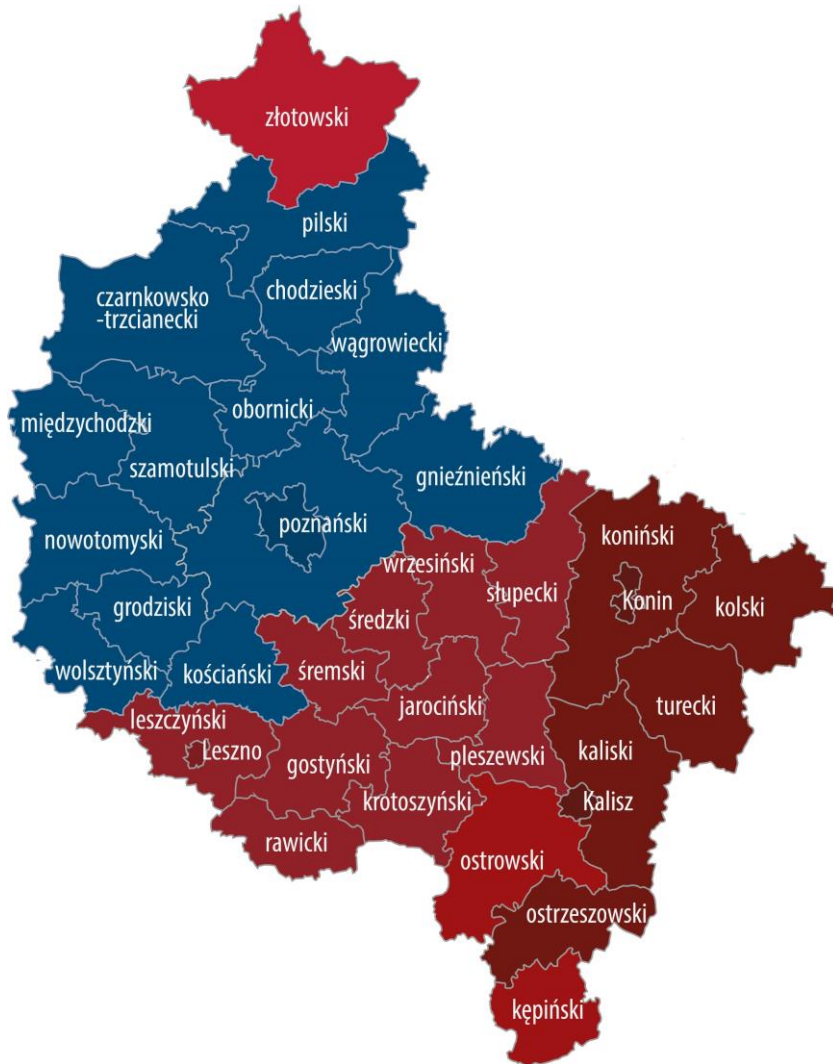 złotowski
pilski
chodzieski
czarnkowsko
-trzcianecki
wągrowiecki
międzychodzki
obornicki
szamotulski
gnieźnieński
poznański
nowotomyski
koniński
wrzesiński
słupecki
Konin
kolski
grodziski
średzki
wolsztyński
kościański
śremski
jarociński
turecki
leszczyński
Leszno
gostyński
pleszewski
kaliski
krotoszyński
Kalisz
rawicki
ostrowski
ostrzeszowski
kępiński